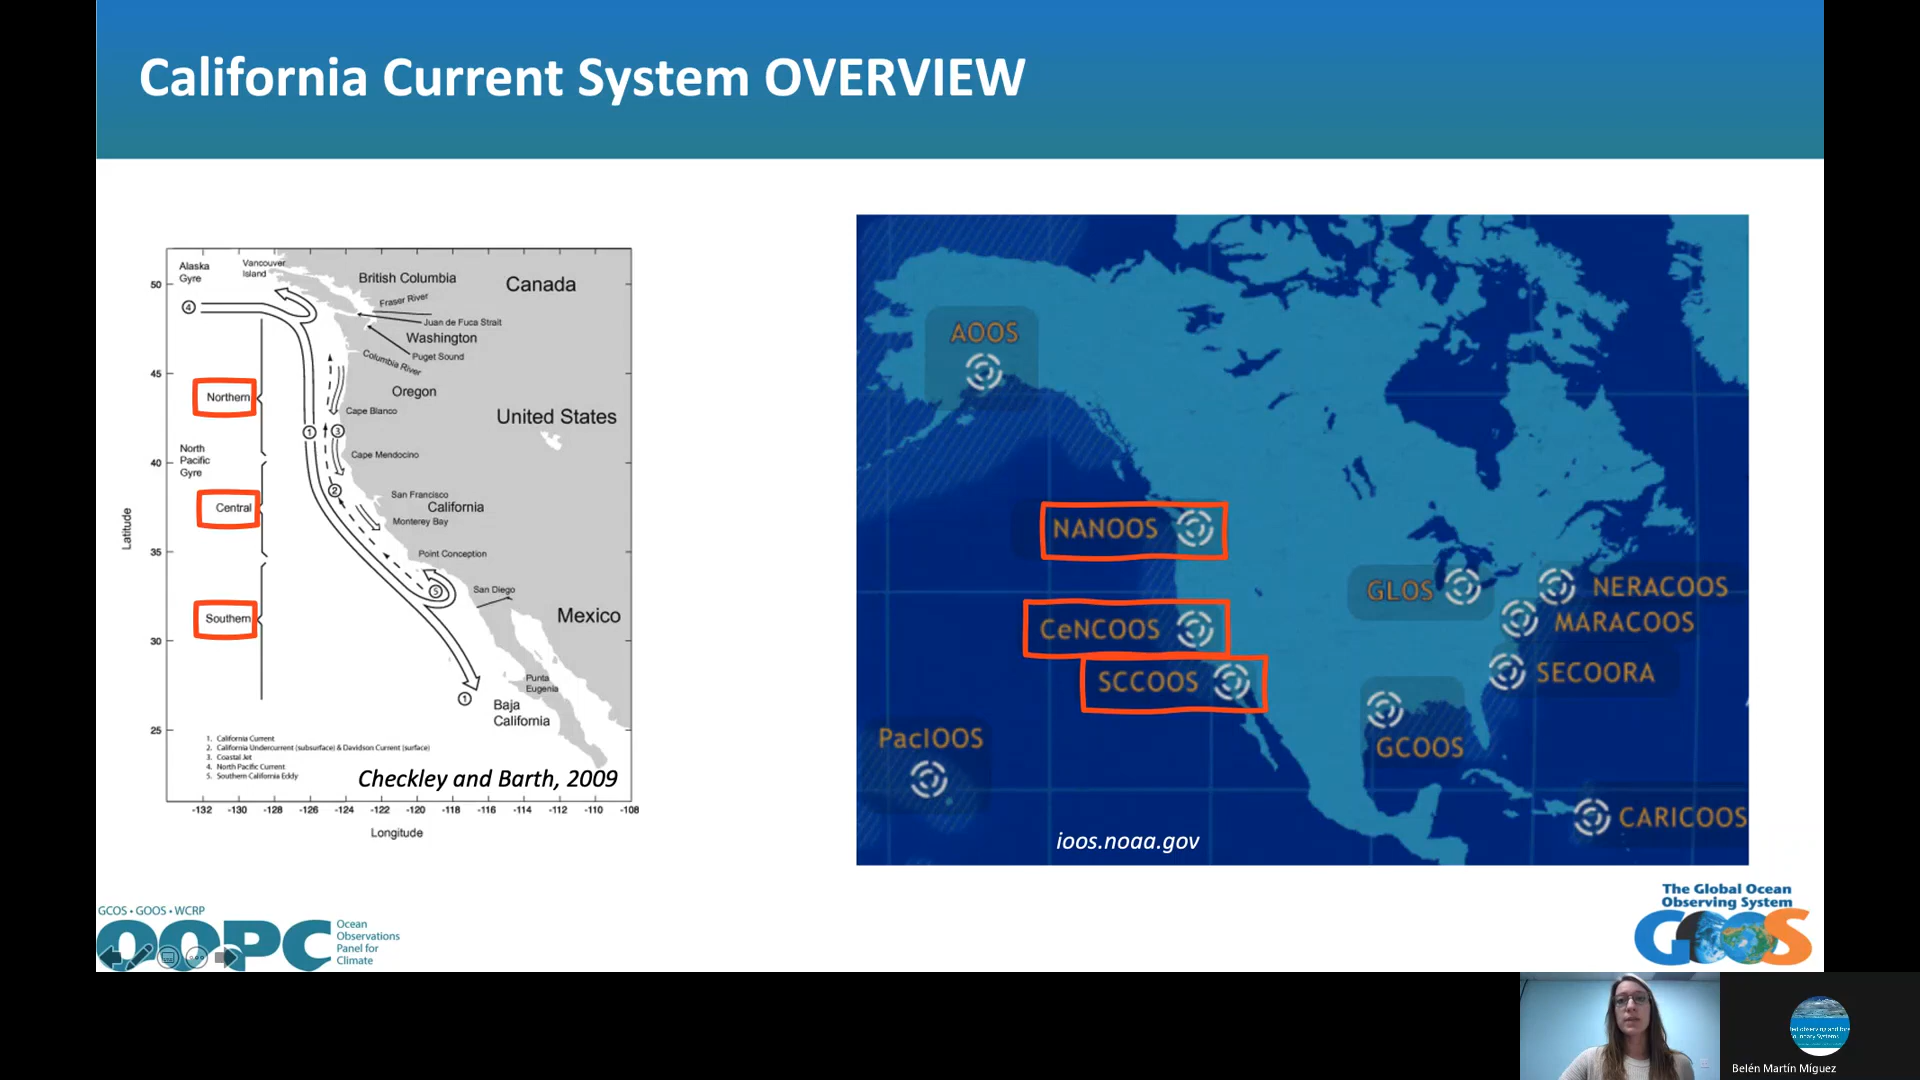 California Current System OVERVIEW
Alaska
Gyre
Vancouver
Island
British Columbia
Canada
Fraser River
Juan de Fuca Strait
Washington
Puget Sound
Columbia River
Oregon
Cape Blanco
United States
Cape Mendocino
San Francisco
California
Monterey Bay
Point Conception
San Diego
Mexico
Punta
Eugenia
Baja
California
Northern
North
Pacific
Gyre
Central
Southern
4
1
3
2
5
1
50
45
40
35
30
25
Latitude
1. California Current
2. California Undercurrent (subsurface) & Davidson Current (surface)
3. Coastal Jet
4. North Pacific Current
5. Southern California Eddy
Checkley and Barth, 2009
-132 -130 -128 -126 -124 -122 -120 -118 -116 -114 -112 -110 -108
Longitude
AOOS
NANOOS
CeNCOOS
SCCOOS
PacIOOS
GLOS
NERACOOS
MARACOOS
SECOORA
GCOOS
CARICOOS
ioos.noaa.gov
GCOS • GOOS • WCRP
OOPC
Ocean
Observations
Panel for
Climate
The Global Ocean
Observing System
GOOS
Belén Martín Míguez